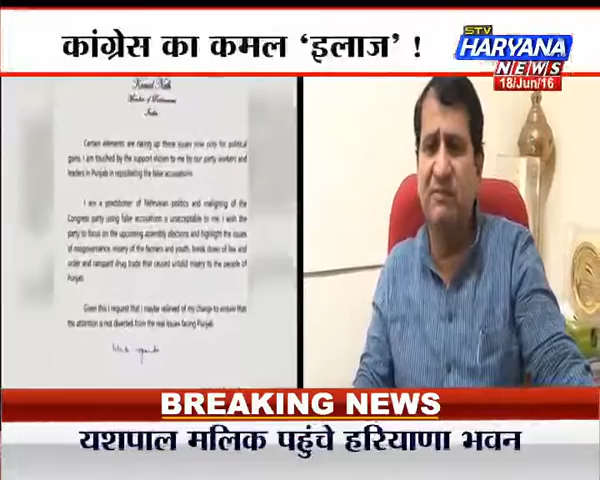 कांग्रेस का कमल ‘इलाज’ !
STV
HARYANA
NEWS
18/Jun/16
Kamal Nath
Member of Parliament
India
Certain elements are raking up these issues now only for political
gains. I am touched by the support shown to me by our party workers and
leaders in Punjab in repudiating the false accusations.
I am a practitioner of Nehruvian politics and maligning of the
Congress party using false accusations is unacceptable to me. I wish the
party to focus on the upcoming assembly elections and highlight the issues
of misgovernance, misery of the farmers and youth, break down of law and
order and rampant drug trade that caused untold misery to the people of
Punjab.
Given this I request that I maybe relieved of my charge to ensure that
the attention is not diverted from the real issues facing Punjab.
BREAKING NEWS
यशपाल मलिक पहुंचे हरियाणा भवन